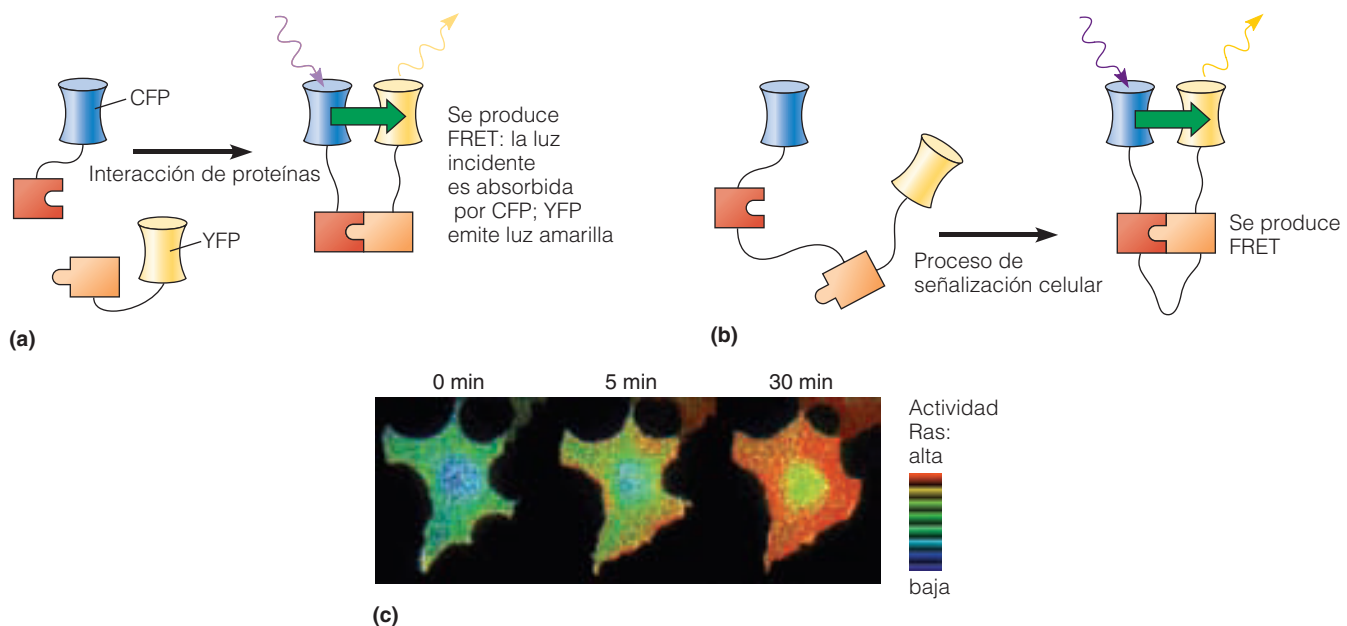 CFP
Interacción de proteínas
YFP
Se produce
FRET: la luz
incidente
es absorbida
por CFP; YFP
emite luz amarilla
(a)
Proceso de
señalización celular
Se produce
FRET
(b)
0 min
5 min
30 min
Actividad
Ras:
alta
baja
(c)